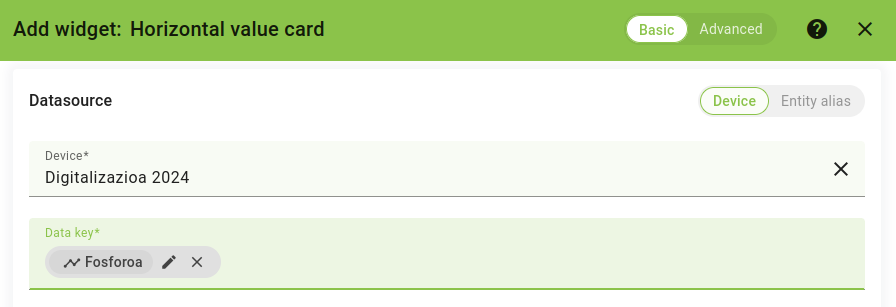 Add widget: Horizontal value card Basic Advanced
Datasource Device Entity alias
Device*
Digitalizazioa 2024
Data key*
Fosforoa